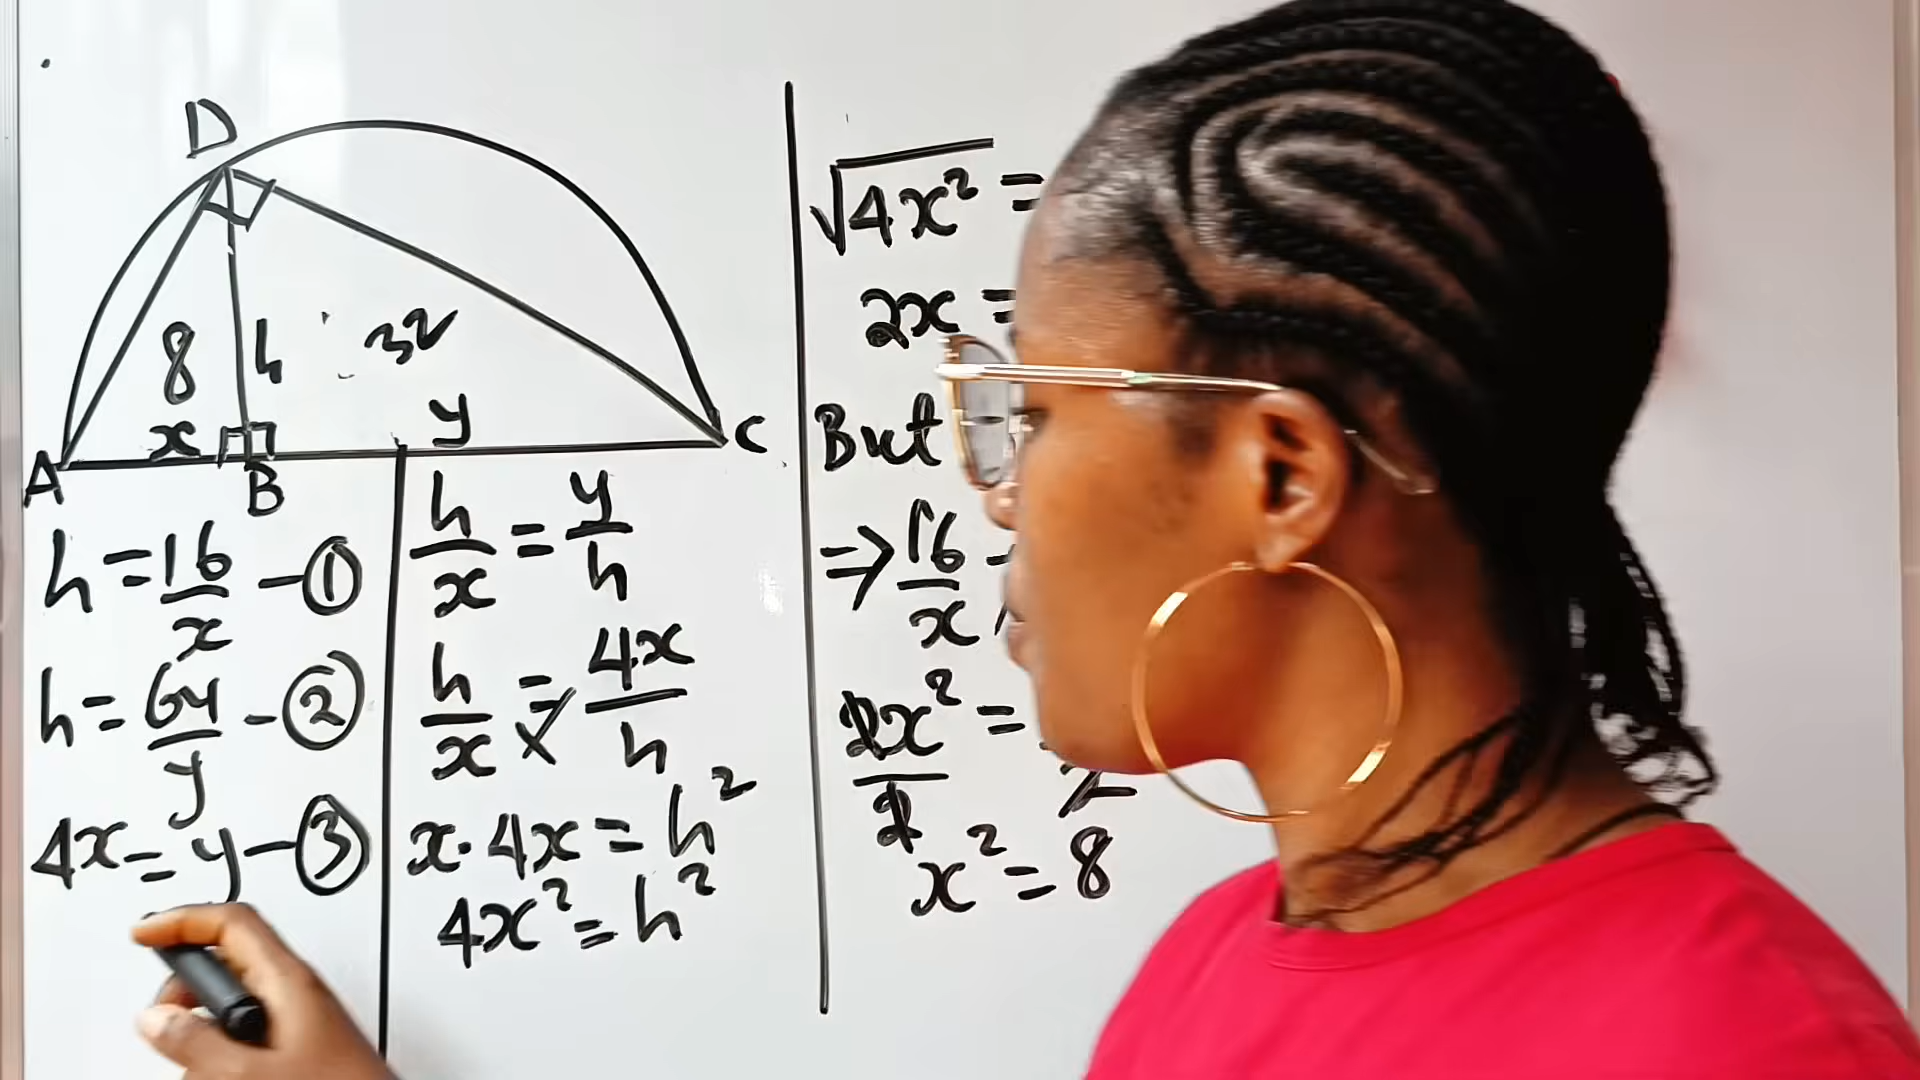 D
8 h 32
x y
A B C
h = 16/x - ①
h = 64/y - ②
4x = y - ③
h/x = y/h
h/x = 4x/h
x · 4x = h²
4x² = h²
√4x² =
2x =
But
⇒ 16/x
2x²/2 = /2
x² = 8